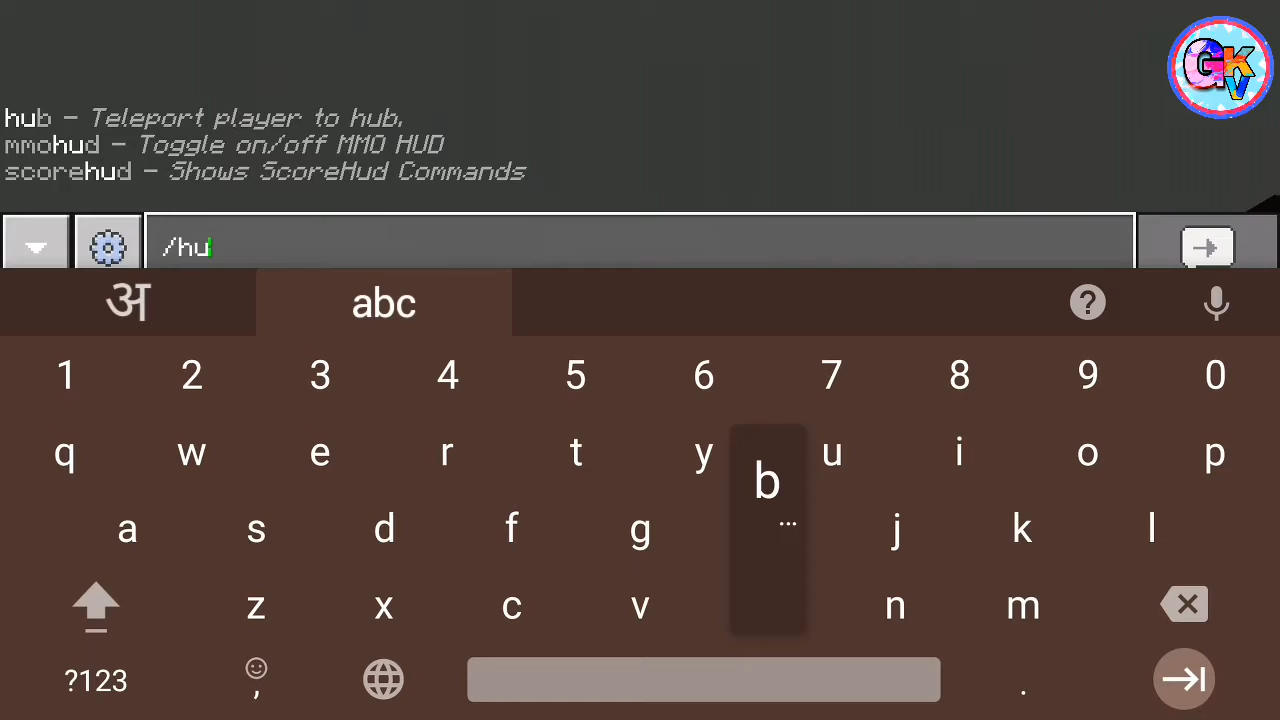 GKV
hub – Teleport player to hub.
mmohud – Toggle on/off MMO HUD
scorehud – Shows ScoreHud Commands
/hu
अ abc ?
1 2 3 4 5 6 7 8 9 0
q w e r t y u i o p
b
...
a s d f g j k l
z x c v n m
?123 , .